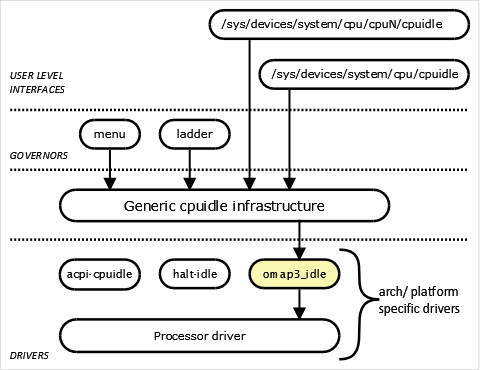 /sys/devices/system/cpu/cpuN/cpuidle
/sys/devices/system/cpu/cpuidle
USER LEVEL
INTERFACES
menu
ladder
GOVERNORS
Generic cpuidle infrastructure
acpi-cpuidle
halt-idle
omap3_idle
arch/ platform
specific drivers
Processor driver
DRIVERS